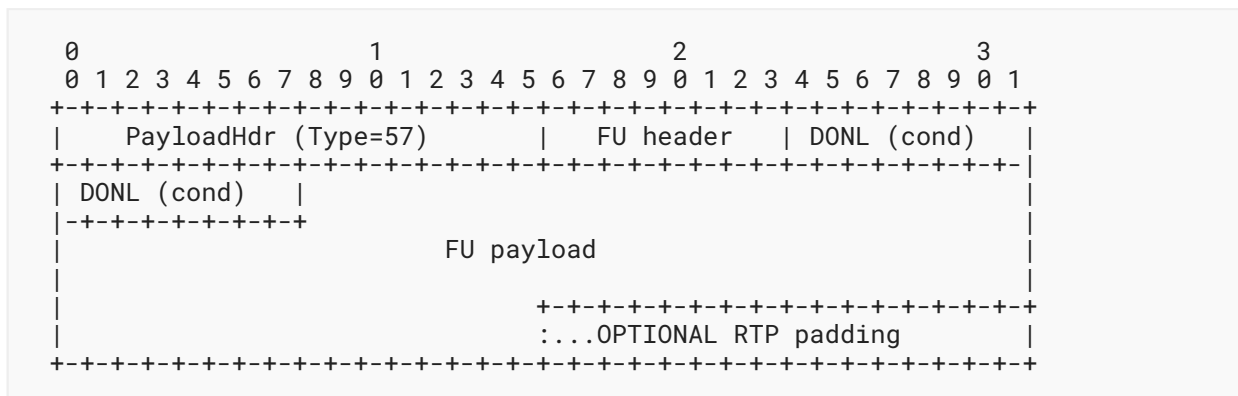 0                   1                   2                   3
 0 1 2 3 4 5 6 7 8 9 0 1 2 3 4 5 6 7 8 9 0 1 2 3 4 5 6 7 8 9 0 1
+-+-+-+-+-+-+-+-+-+-+-+-+-+-+-+-+-+-+-+-+-+-+-+-+-+-+-+-+-+-+-+-+
|    PayloadHdr (Type=57)       |   FU header   | DONL (cond)   |
+-+-+-+-+-+-+-+-+-+-+-+-+-+-+-+-+-+-+-+-+-+-+-+-+-+-+-+-+-+-+-+-|
| DONL (cond)   |                                               |
|-+-+-+-+-+-+-+-+                                               |
|                         FU payload                            |
|                                                               |
|                               +-+-+-+-+-+-+-+-+-+-+-+-+-+-+-+-+
|                               :...OPTIONAL RTP padding        |
+-+-+-+-+-+-+-+-+-+-+-+-+-+-+-+-+-+-+-+-+-+-+-+-+-+-+-+-+-+-+-+-+